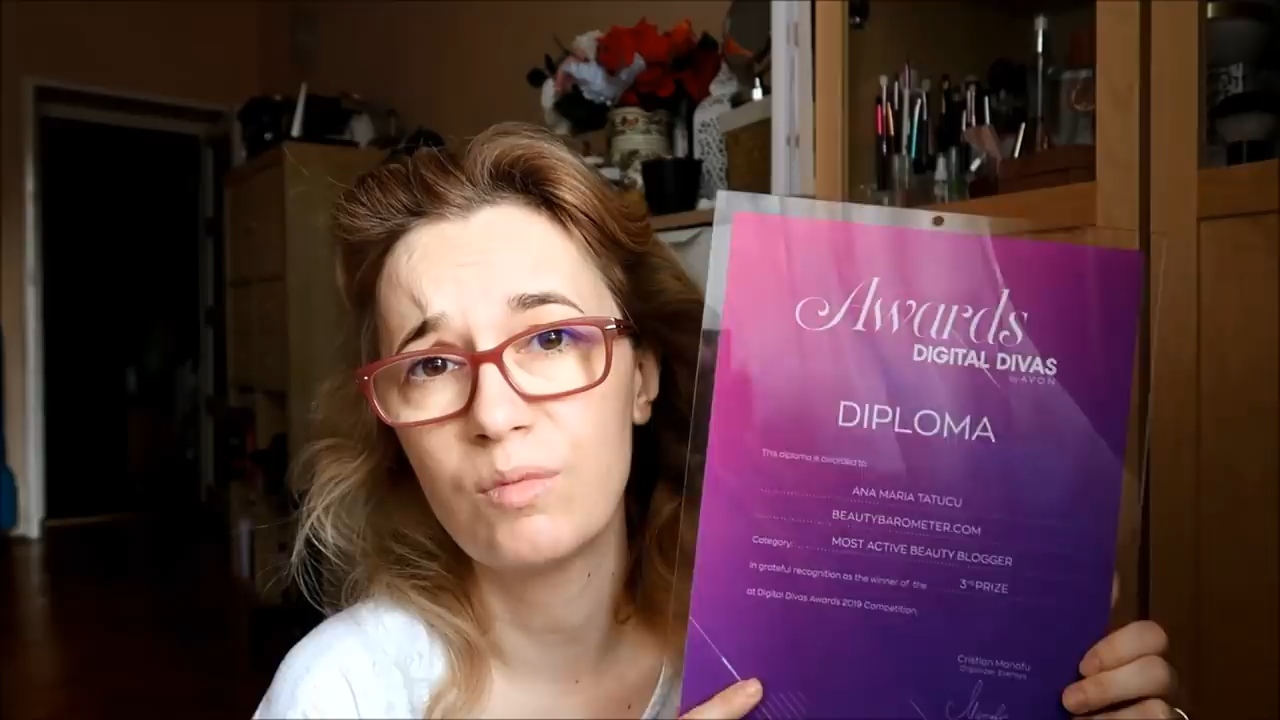 Awards
DIGITAL DIVAS
by AVON
DIPLOMA
This diploma is awarded to:
ANA MARIA TATUCU
BEAUTYBAROMETER.COM
Category: MOST ACTIVE BEAUTY BLOGGER
In grateful recognition as the winner of the 3rd PRIZE
at Digital Divas Awards 2019 Competition.
Cristian Manafu
Organizer Evensys